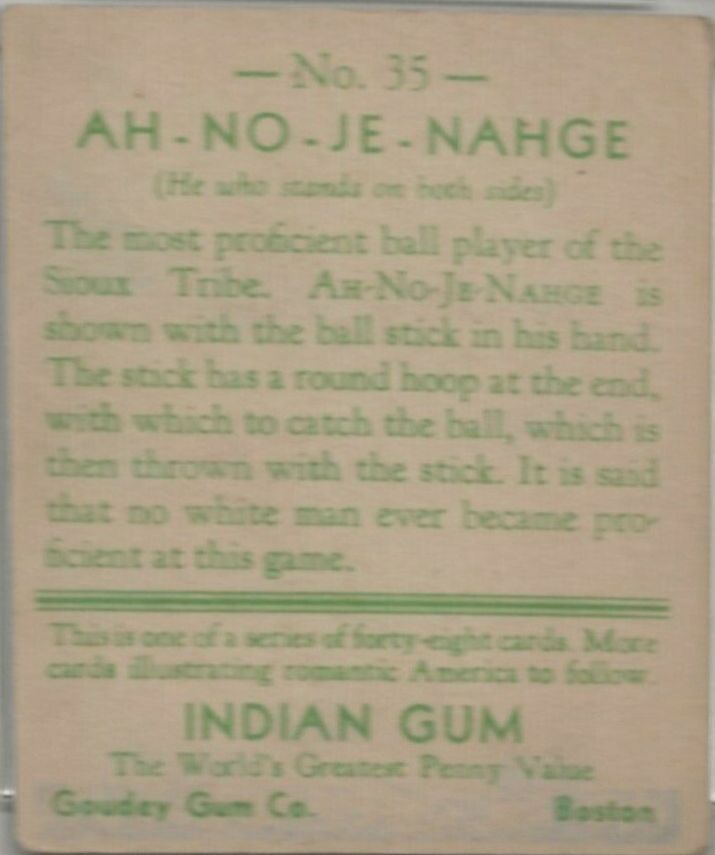 — No. 35 —
AH-NO-JE-NAHGE
(He who stands on both sides)
The most proficient ball player of the
Sioux Tribe. AH-NO-JE-NAHGE is
shown with the ball stick in his hand.
The stick has a round hoop at the end,
with which to catch the ball, which is
then thrown with the stick. It is said
that no white man ever became pro-
ficient at this game.
This is one of a series of forty-eight cards. More
cards illustrating romantic America to follow.
INDIAN GUM
The World's Greatest Penny Value
Goudey Gum Co. Boston